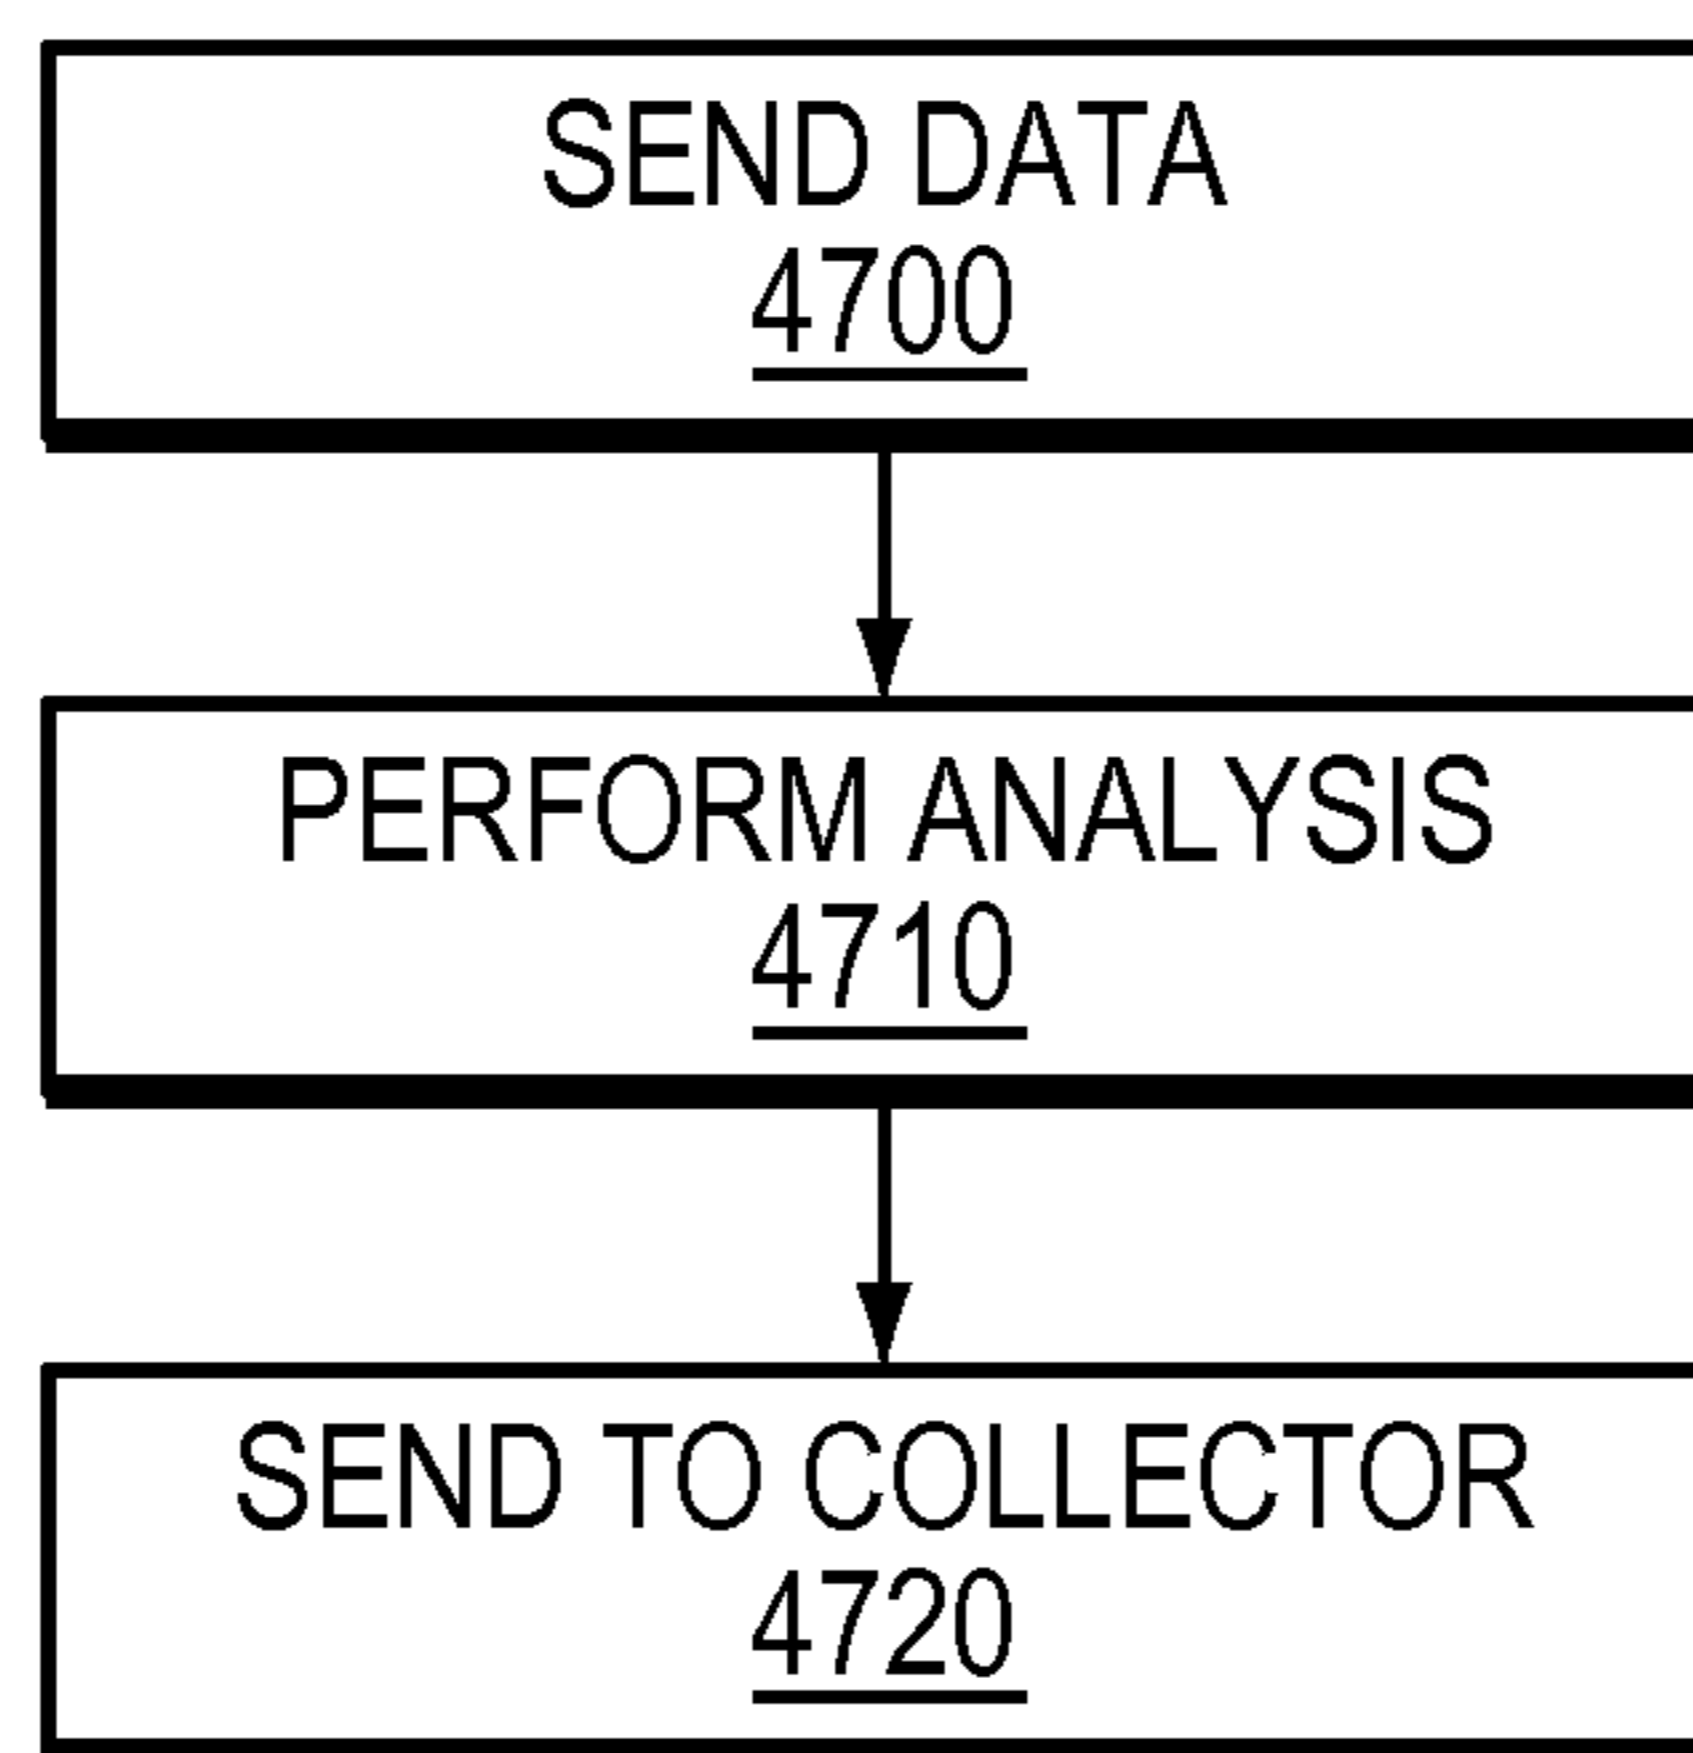 SEND DATA
4700
PERFORM ANALYSIS
4710
SEND TO COLLECTOR
4720